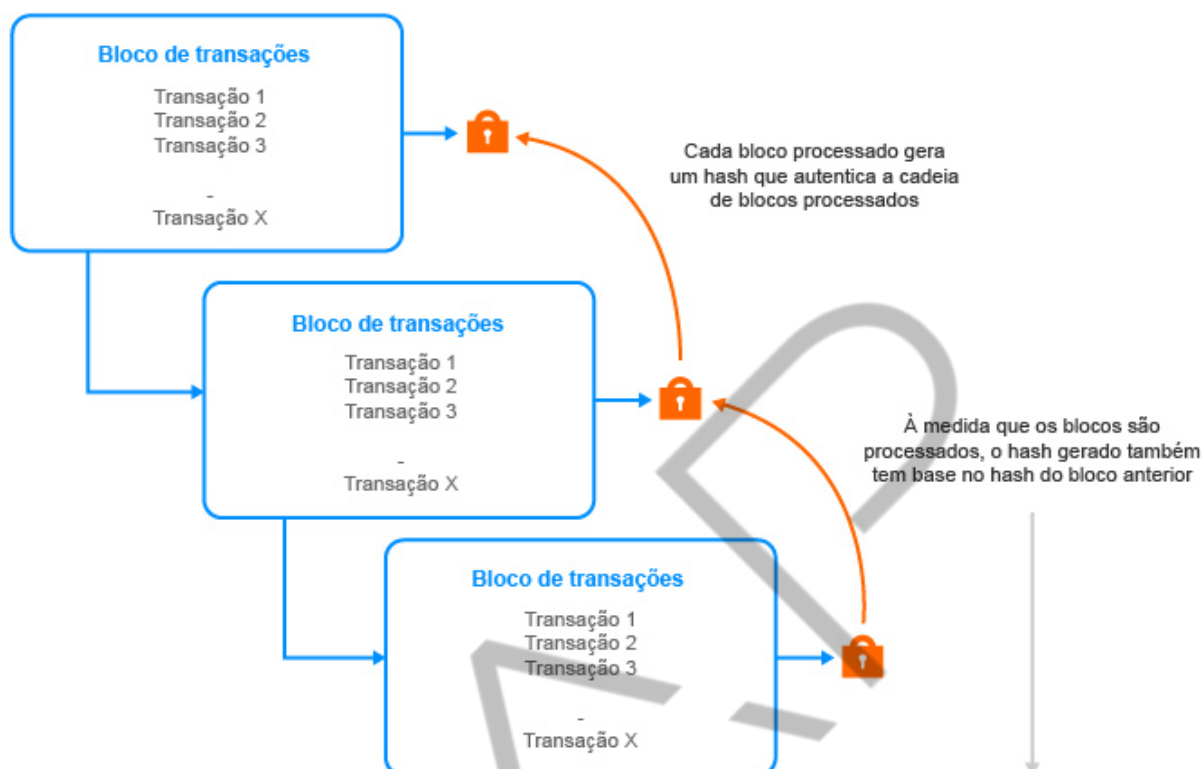 Bloco de transações
Transação 1
Transação 2
Transação 3
-
Transação X
Cada bloco processado gera
um hash que autentica a cadeia
de blocos processados
Bloco de transações
Transação 1
Transação 2
Transação 3
-
Transação X
À medida que os blocos são
processados, o hash gerado também
tem base no hash do bloco anterior
Bloco de transações
Transação 1
Transação 2
Transação 3
-
Transação X